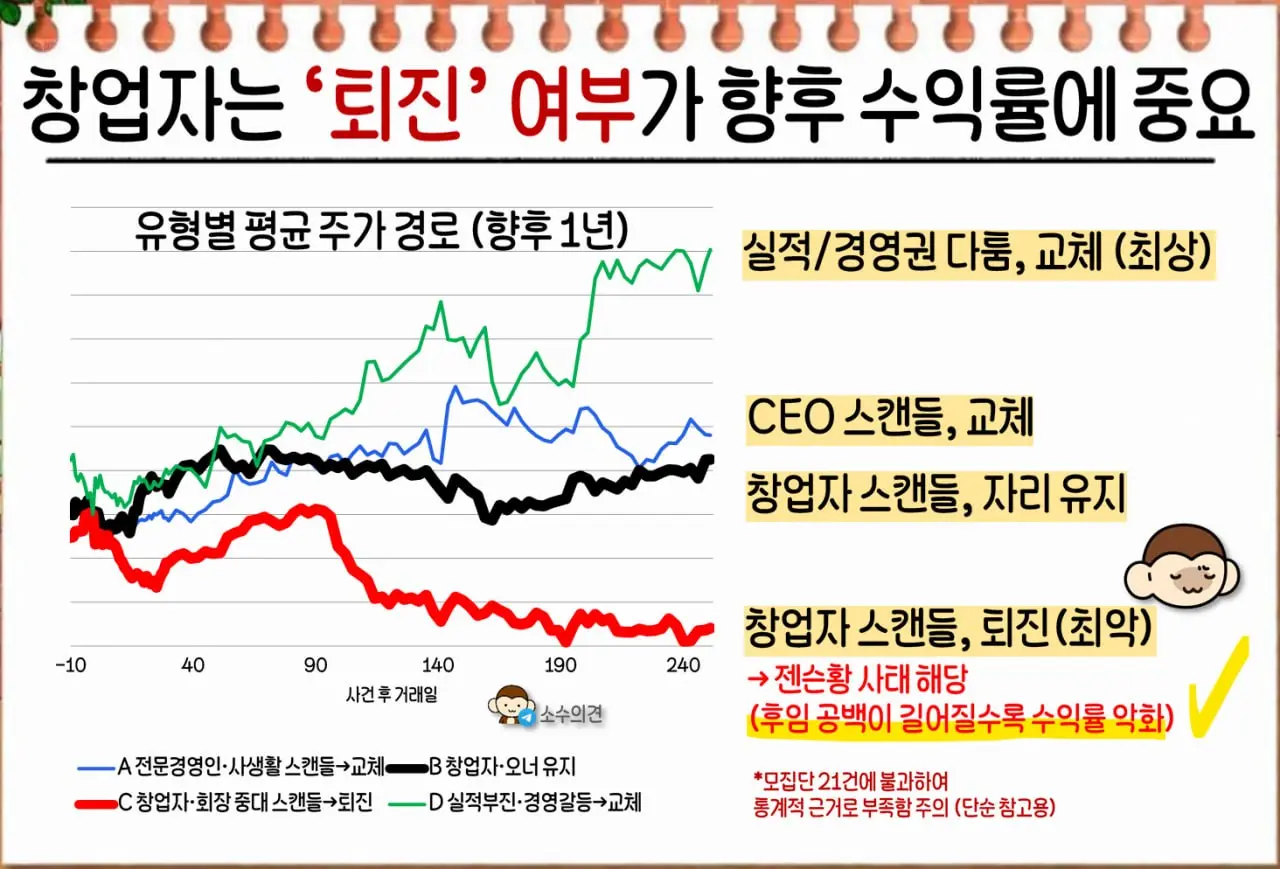 창업자는 ‘퇴진’ 여부가 향후 수익률에 중요
유형별 평균 주가 경로 (향후 1년)
실적/경영권 다툼, 교체 (최상)
CEO 스캔들, 교체
창업자 스캔들, 자리 유지
창업자 스캔들, 퇴진(최악)
→ 젠슨황 사태 해당
(후임 공백이 길어질수록 수익률 악화)
-10 40 90 140 190 240
사건 후 거래일
소수의견
A 전문경영인·사생활 스캔들→교체 B 창업자·오너 유지
C 창업자·회장 중대 스캔들→퇴진 D 실적부진·경영갈등→교체
*모집단 21건에 불과하여
통계적 근거로 부족함 주의 (단순 참고용)